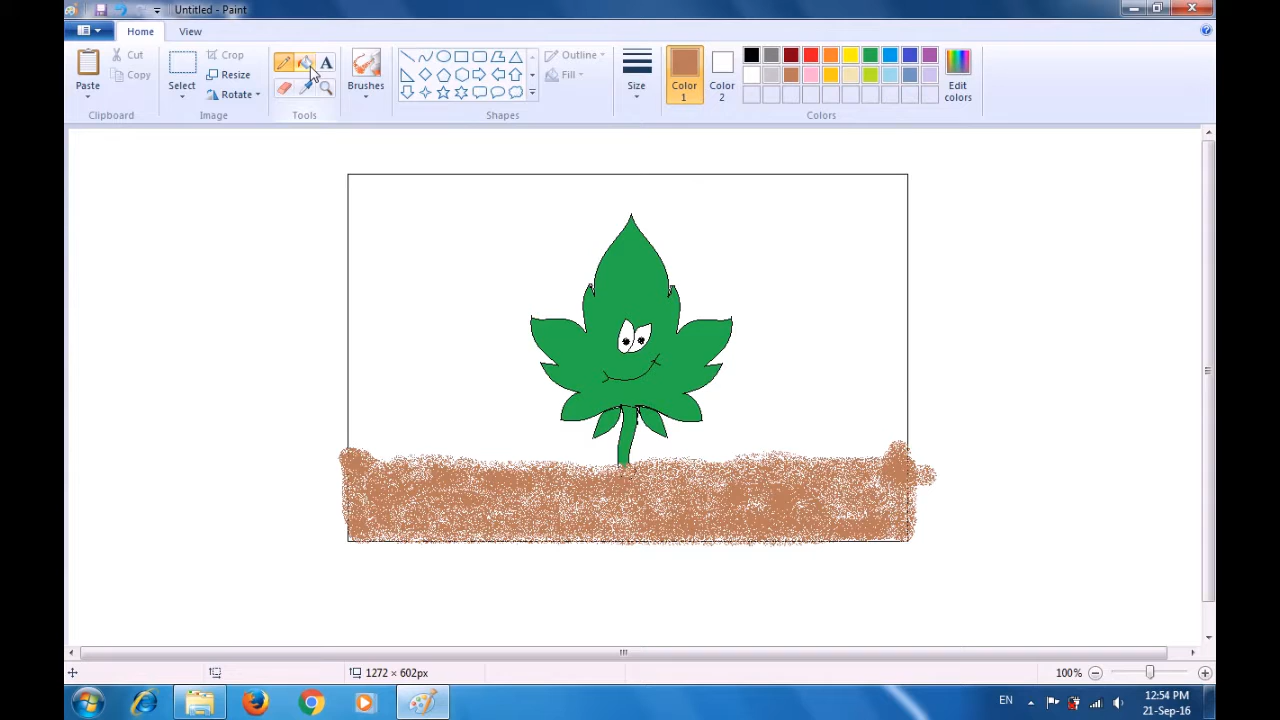 Untitled - Paint
Home View
Paste
Cut
Copy
Clipboard
Select
Crop
Resize
Rotate
Image
A
Tools
Brushes
Outline
Fill
Shapes
Size
Color
1
Color
2
Edit
colors
Colors
1272 × 602px
100%
EN
12:54 PM
21-Sep-16